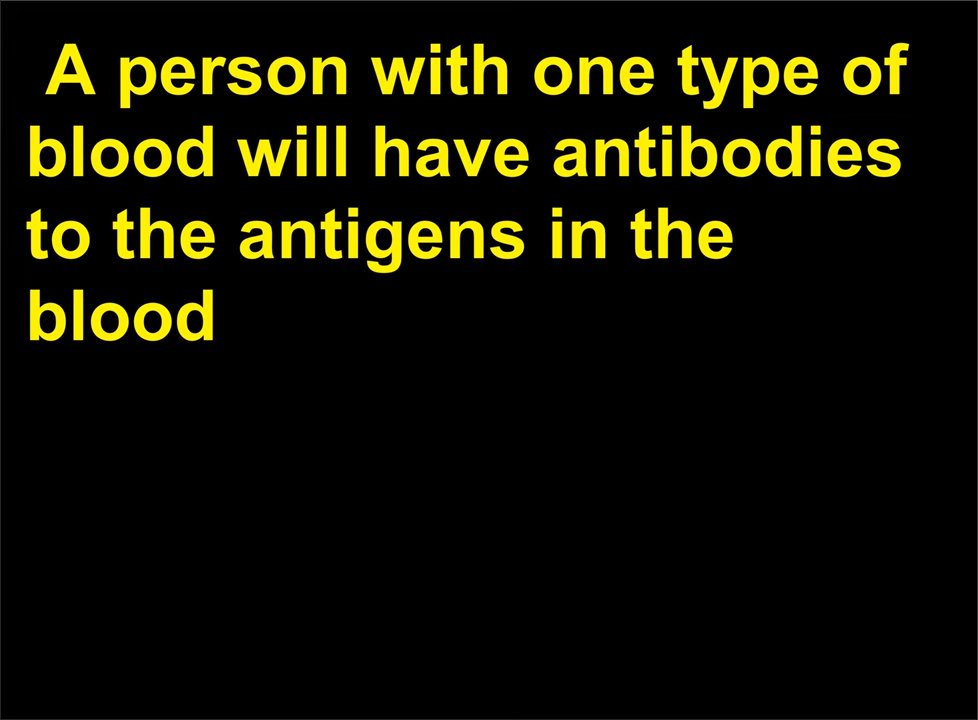 A person with one type of
blood will have antibodies
to the antigens in the
blood